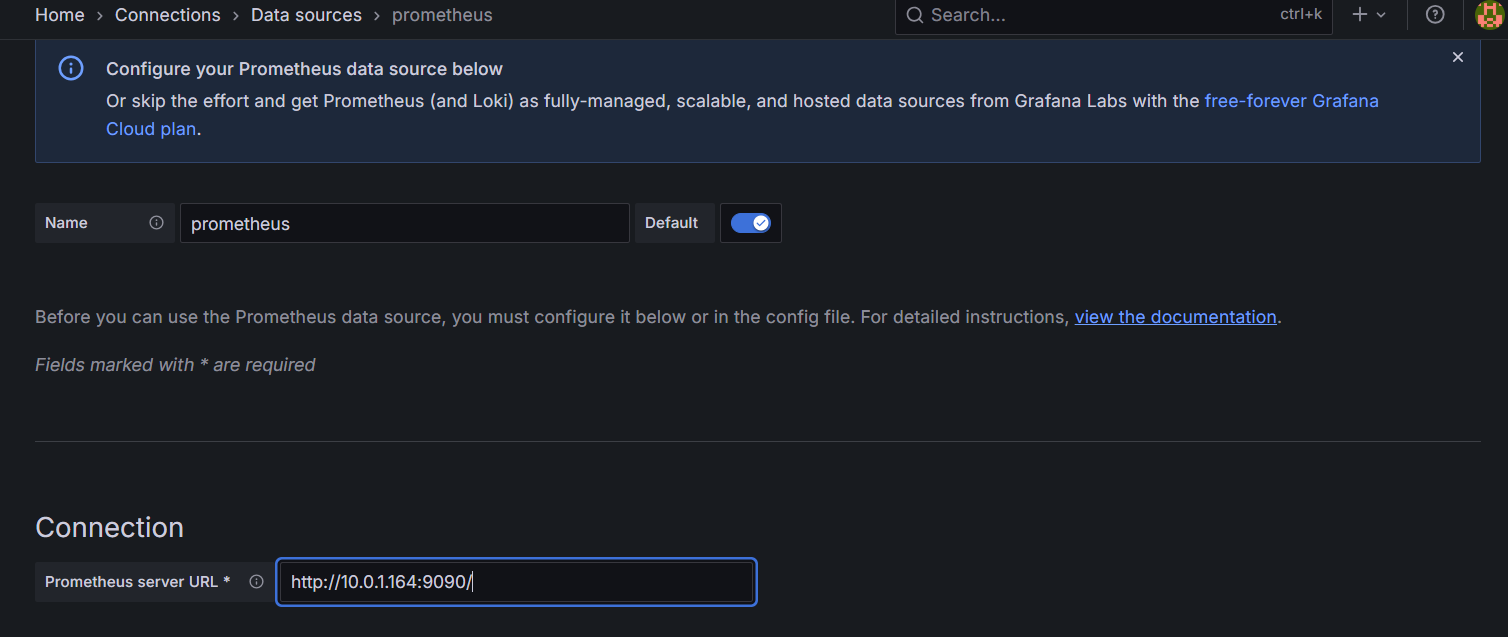 Home › Connections › Data sources › prometheus
Search... ctrl+k
Configure your Prometheus data source below
Or skip the effort and get Prometheus (and Loki) as fully-managed, scalable, and hosted data sources from Grafana Labs with the free-forever Grafana
Cloud plan.
Name prometheus Default
Before you can use the Prometheus data source, you must configure it below or in the config file. For detailed instructions, view the documentation.
Fields marked with * are required
Connection
Prometheus server URL * http://10.0.1.164:9090/